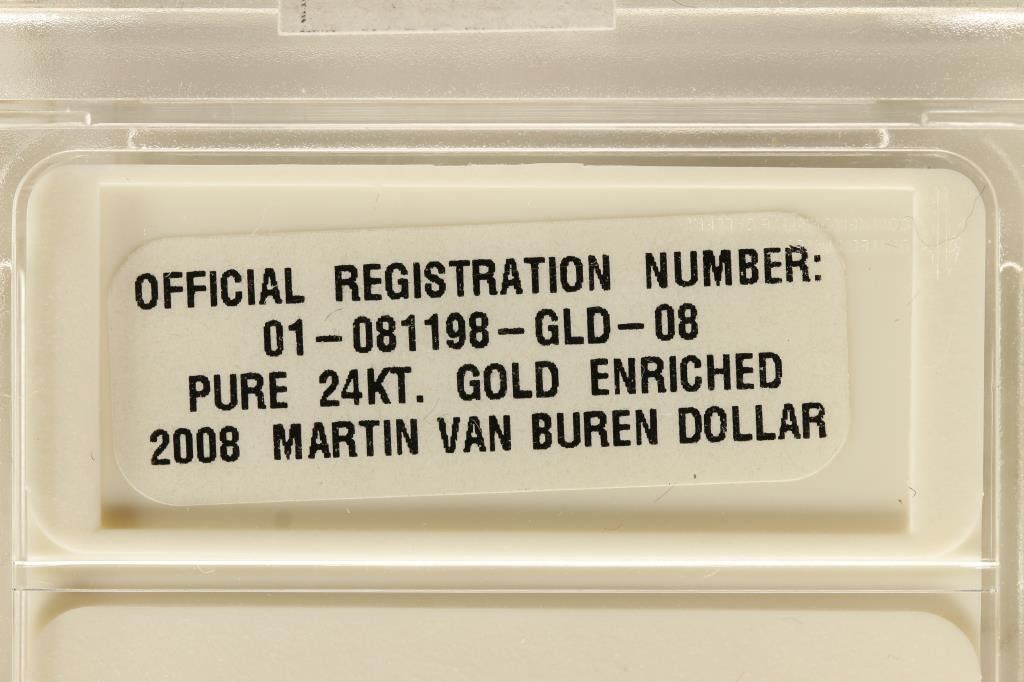 OFFICIAL REGISTRATION NUMBER:
01-081198-GLD-08
PURE 24KT. GOLD ENRICHED
2008 MARTIN VAN BUREN DOLLAR